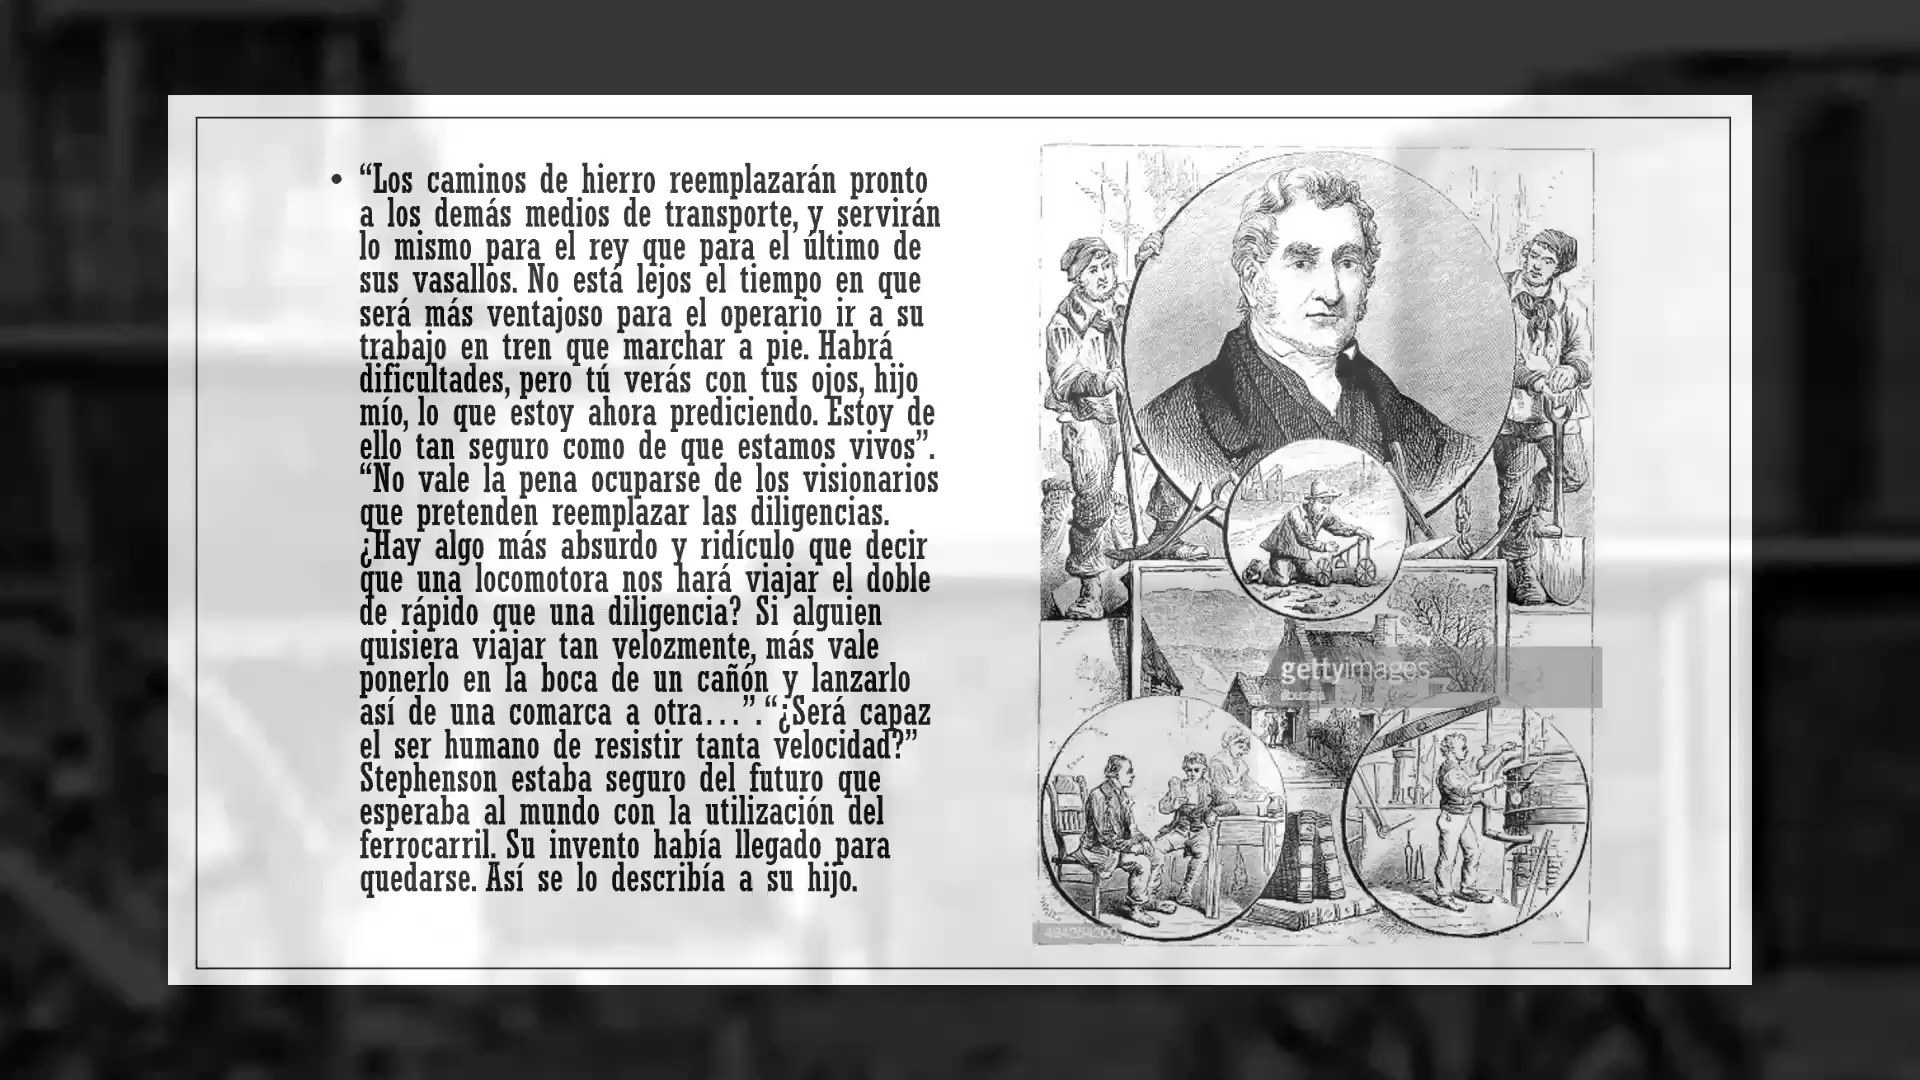 • “Los caminos de hierro reemplazarán pronto
a los demás medios de transporte, y servirán
lo mismo para el rey que para el último de
sus vasallos. No está lejos el tiempo en que
será más ventajoso para el operario ir a su
trabajo en tren que marchar a pie. Habrá
dificultades, pero tú verás con tus ojos, hijo
mío, lo que estoy ahora prediciendo. Estoy de
ello tan seguro como de que estamos vivos”.
“No vale la pena ocuparse de los visionarios
que pretenden reemplazar las diligencias.
¿Hay algo más absurdo y ridículo que decir
que una locomotora nos hará viajar el doble
de rápido que una diligencia? Si alguien
quisiera viajar tan velozmente, más vale
ponerlo en la boca de un cañón y lanzarlo
así de una comarca a otra…”.“¿Será capaz
el ser humano de resistir tanta velocidad?”
Stephenson estaba seguro del futuro que
esperaba al mundo con la utilización del
ferrocarril. Su invento había llegado para
quedarse. Así se lo describía a su hijo.
gettyimages